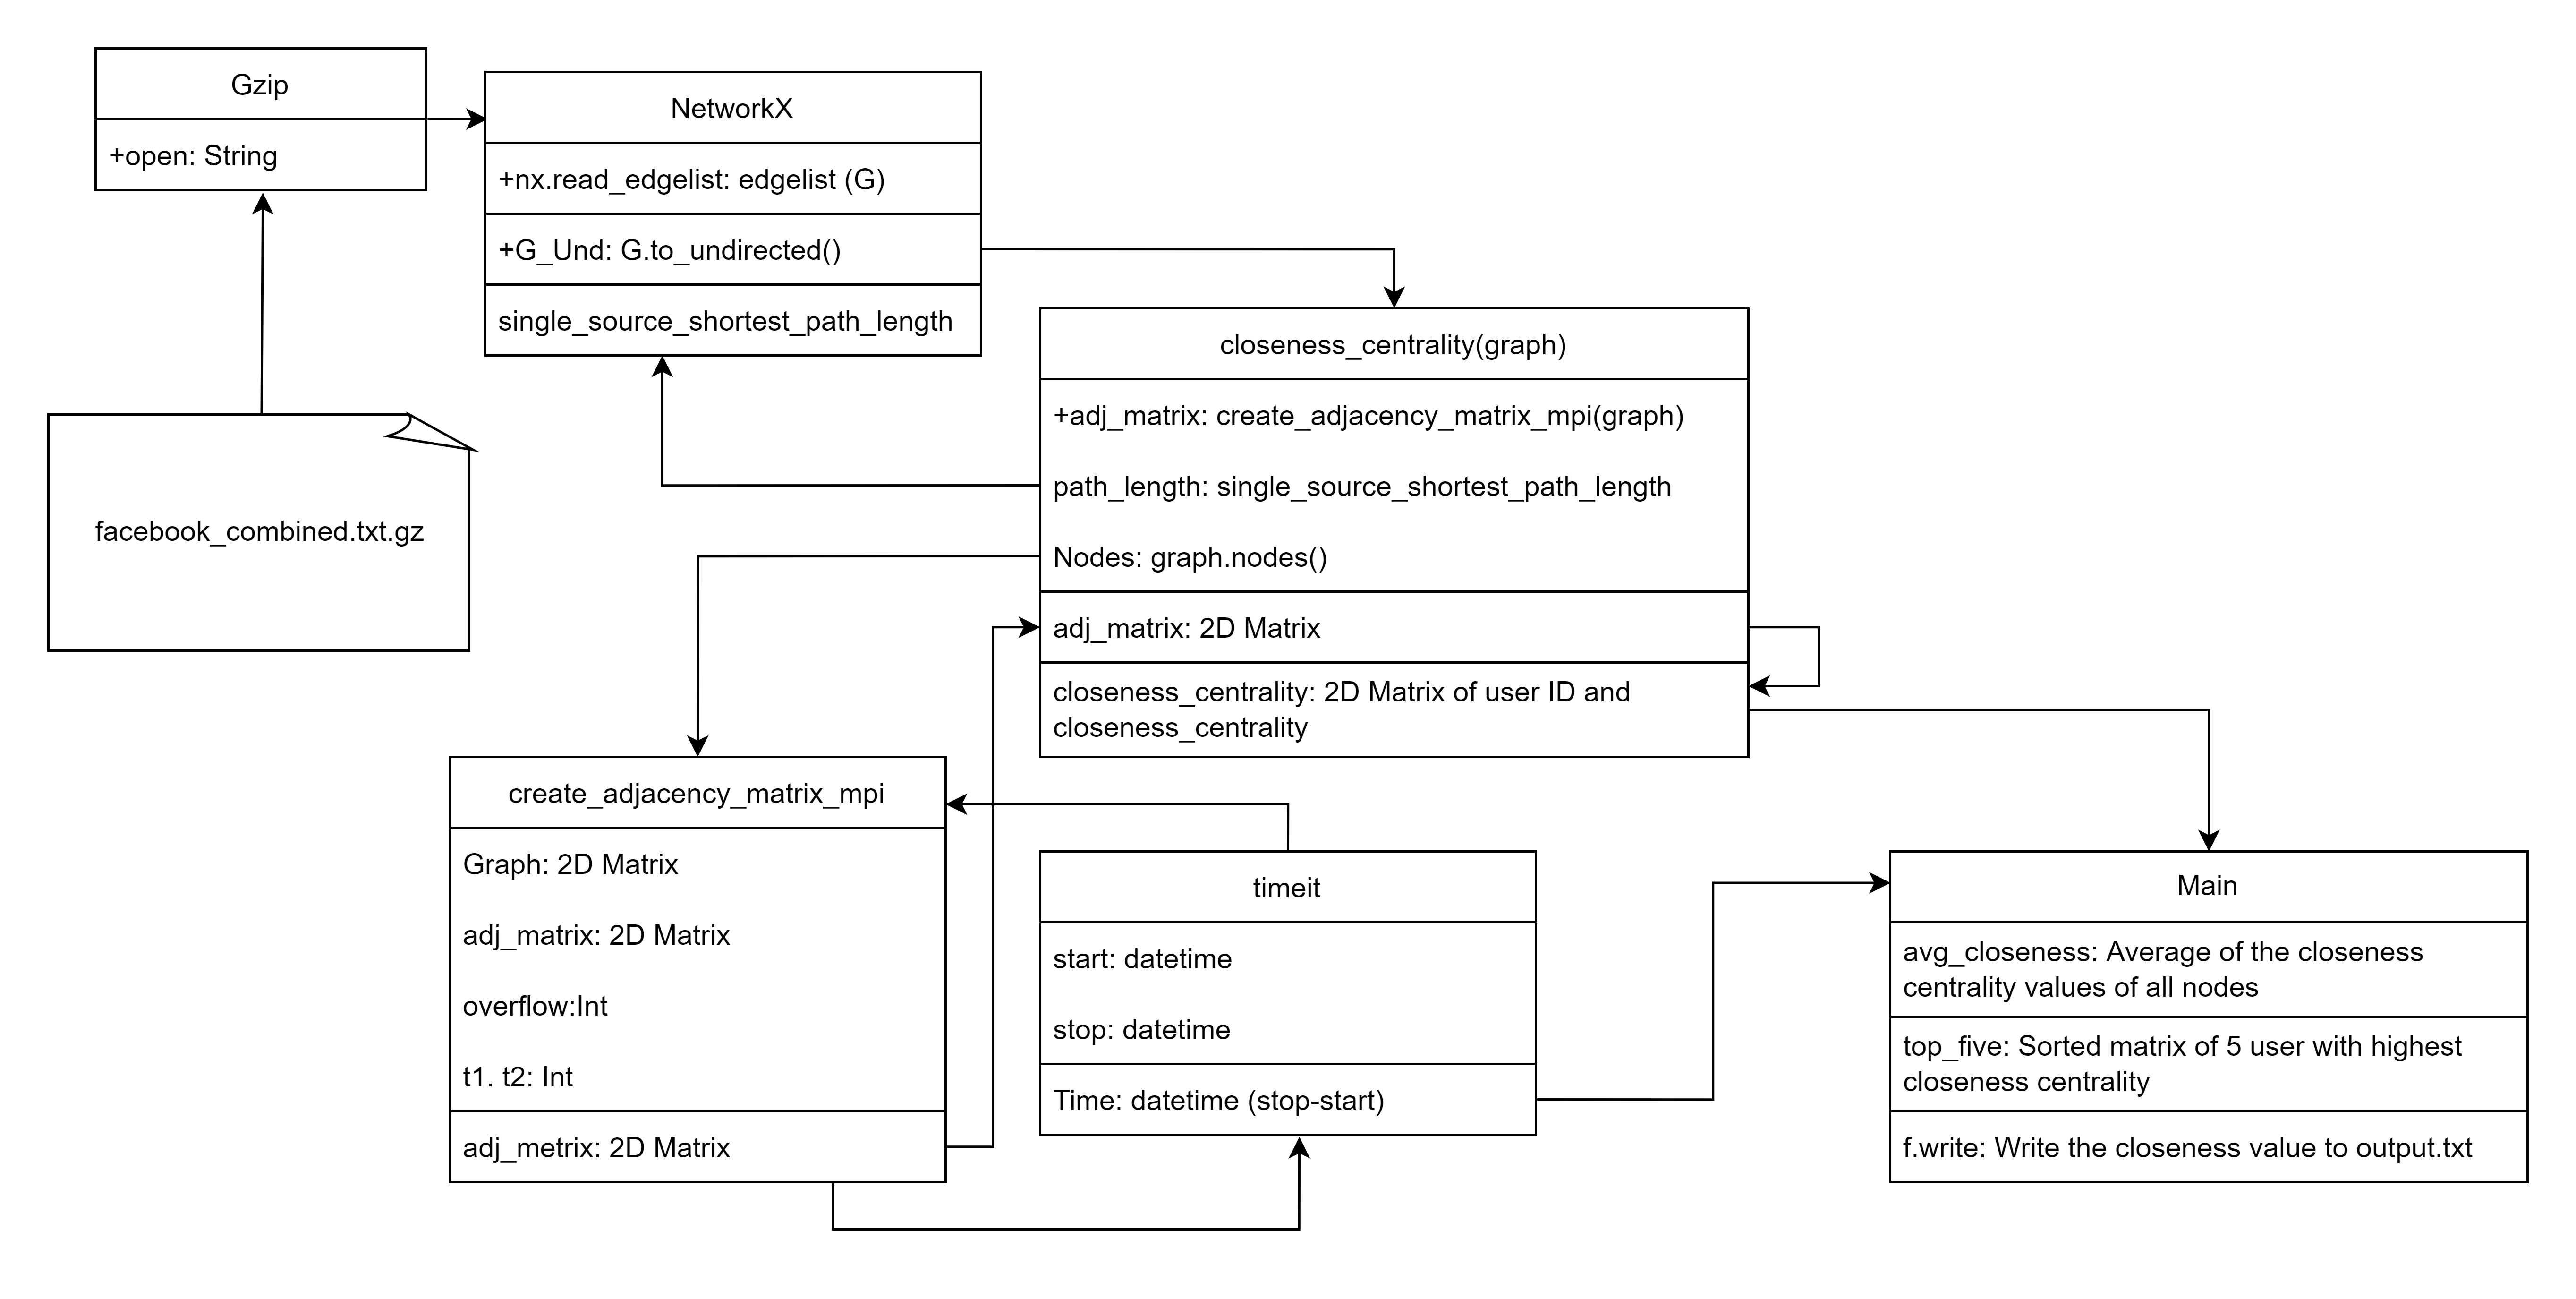 Gzip
+open: String
NetworkX
+nx.read_edgelist: edgelist (G)
+G_Und: G.to_undirected()
single_source_shortest_path_length
facebook_combined.txt.gz
closeness_centrality(graph)
+adj_matrix: create_adjacency_matrix_mpi(graph)
path_length: single_source_shortest_path_length
Nodes: graph.nodes()
adj_matrix: 2D Matrix
closeness_centrality: 2D Matrix of user ID and
closeness_centrality
create_adjacency_matrix_mpi
Graph: 2D Matrix
adj_matrix: 2D Matrix
overflow:Int
t1. t2: Int
adj_metrix: 2D Matrix
timeit
start: datetime
stop: datetime
Time: datetime (stop-start)
Main
avg_closeness: Average of the closeness
centrality values of all nodes
top_five: Sorted matrix of 5 user with highest
closeness centrality
f.write: Write the closeness value to output.txt